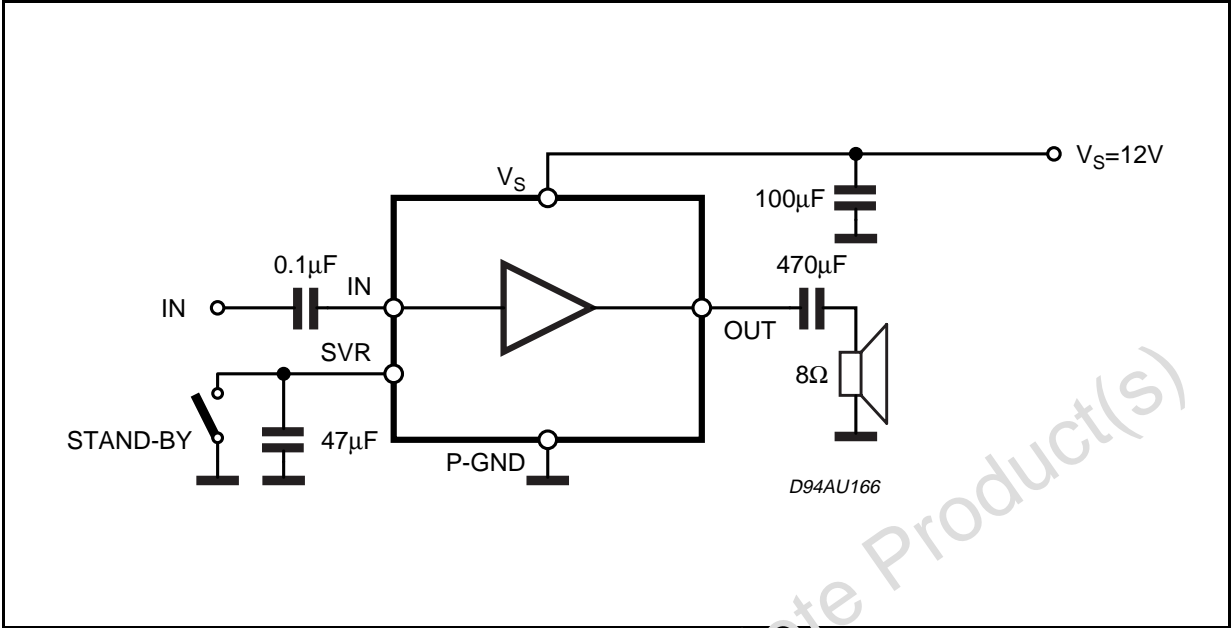 V_S=12V
V_S
100µF
0.1µF
IN
470µF
IN
OUT
SVR
8Ω
STAND-BY
47µF
P-GND
D94AU166
Product(s)